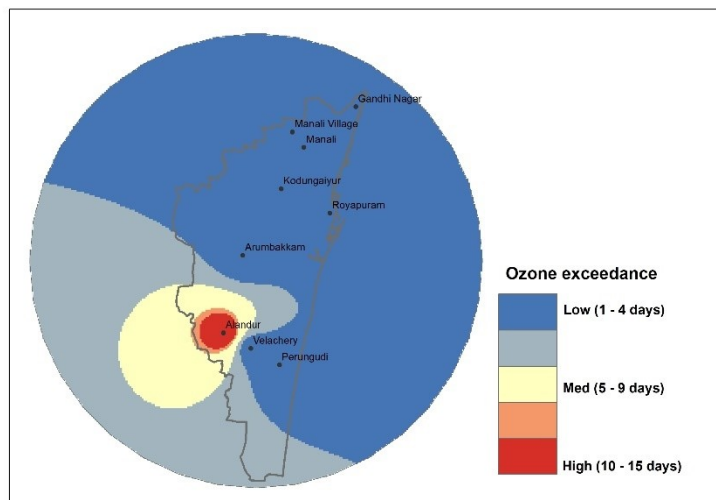 Gandhi Nagar
Manali Village
Manali
Kodungaiyur
Royapuram
Arumbakkam
Alandur
Velachery
Perungudi
Ozone exceedance
Low (1 - 4 days)
Med (5 - 9 days)
High (10 - 15 days)